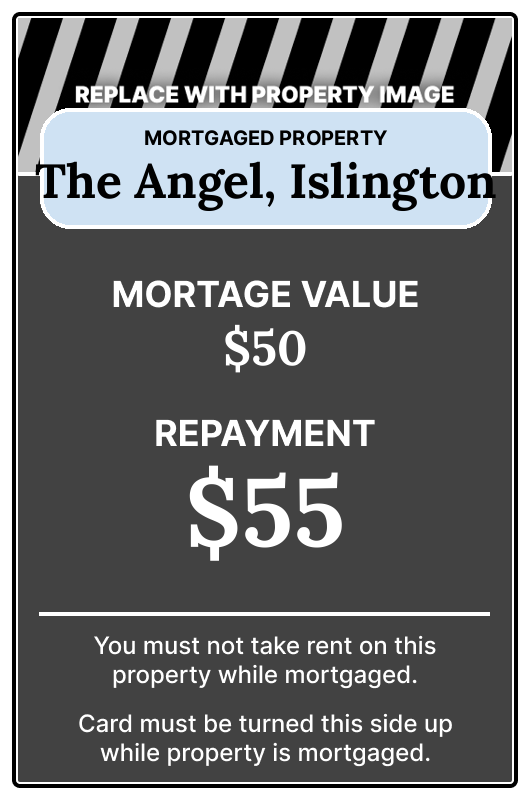 REPLACE WITH PROPERTY IMAGE
MORTGAGED PROPERTY
The Angel, Islington
MORTAGE VALUE
$50
REPAYMENT
$55
You must not take rent on this
property while mortgaged.
Card must be turned this side up
while property is mortgaged.